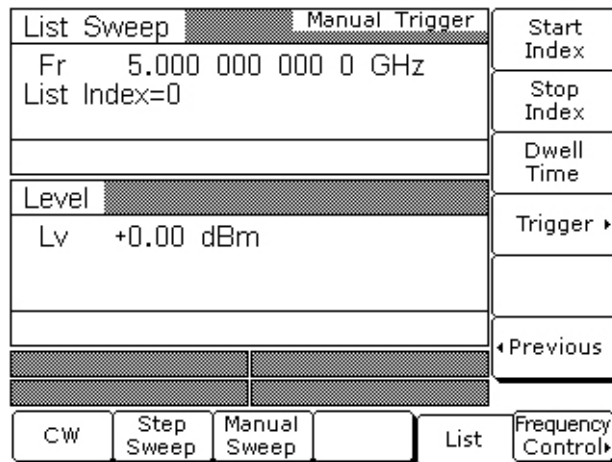 List Sweep Manual Trigger
Fr 5.000 000 000 0 GHz
List Index=0
Level
Lv +0.00 dBm
Start
Index
Stop
Index
Dwell
Time
Trigger ▸
◂ Previous
CW
Step
Sweep
Manual
Sweep
List
Frequency
Control▸